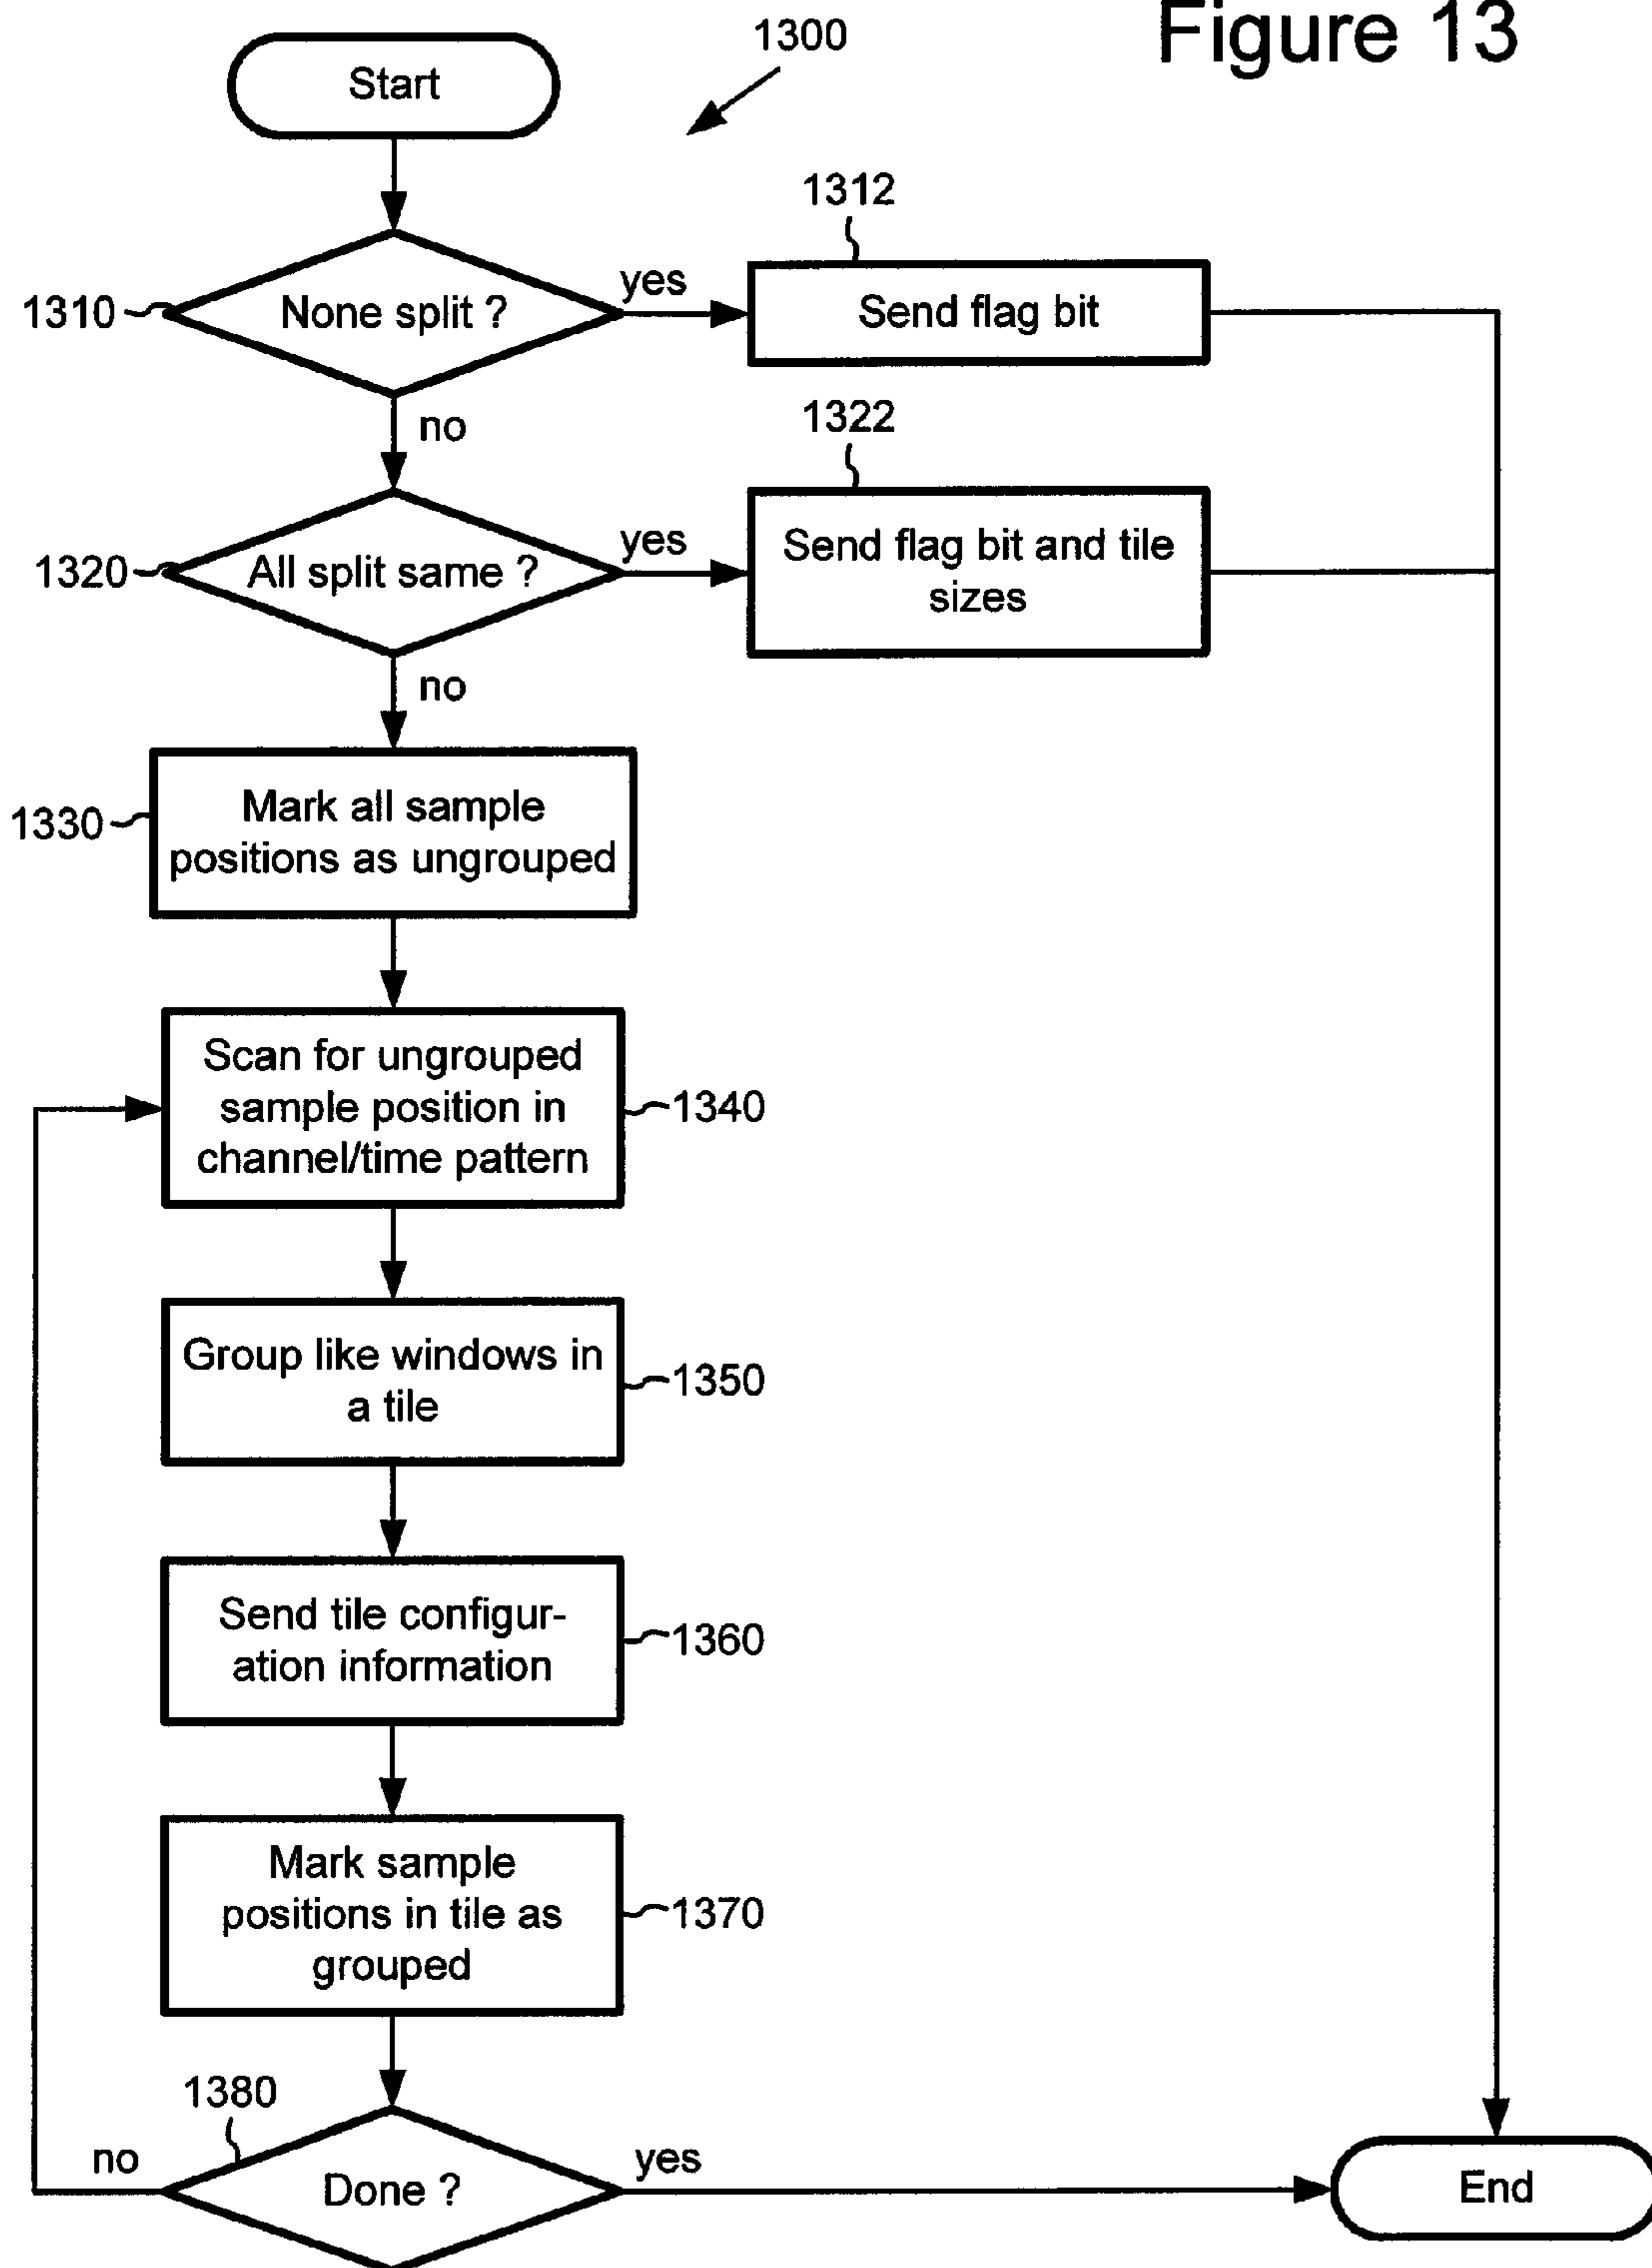 Figure 13
1300
Start
1312
1310
None split ?
yes
Send flag bit
no
1322
1320
All split same ?
yes
Send flag bit and tile
sizes
no
1330
Mark all sample
positions as ungrouped
Scan for ungrouped
sample position in
channel/time pattern
1340
Group like windows in
a tile
1350
Send tile configur-
ation information
1360
Mark sample
positions in tile as
grouped
1370
1380
no
Done ?
yes
End